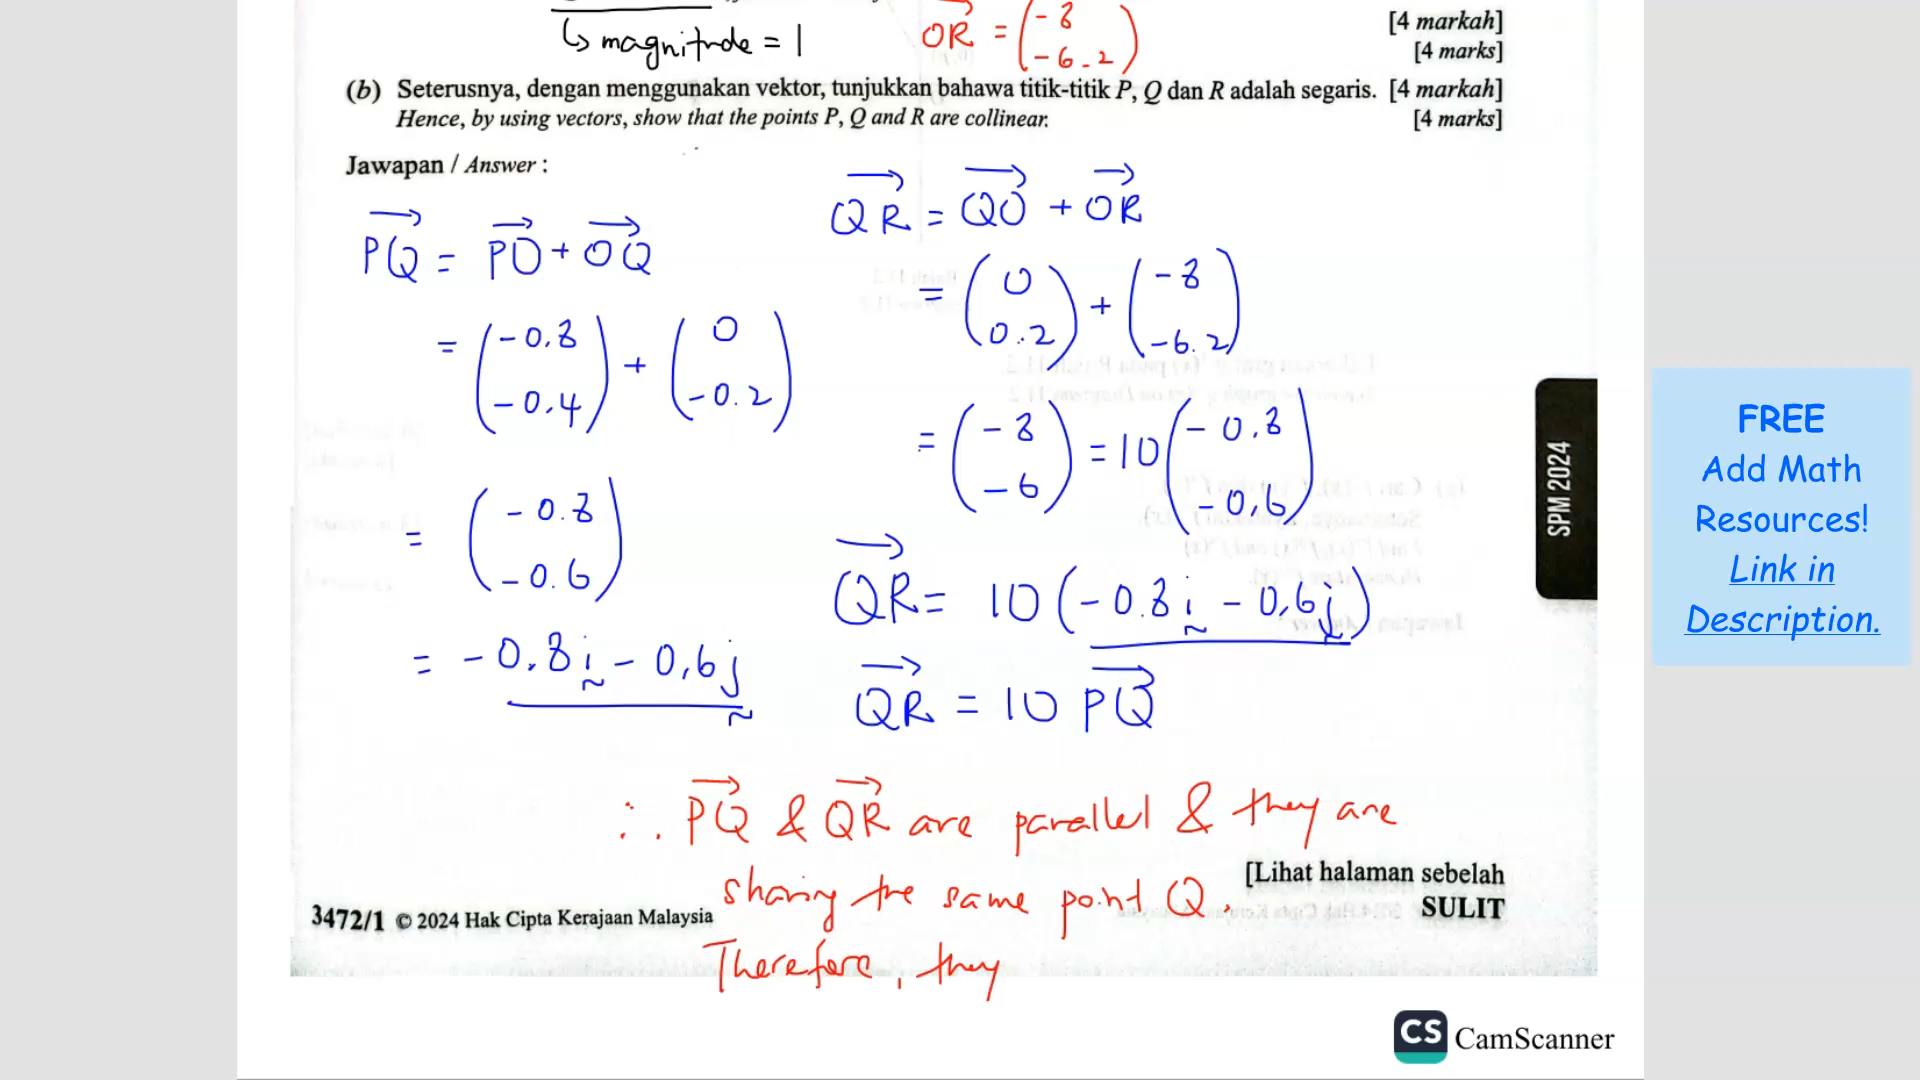 ↳ magnitude = 1
OR = (-8
-6.2)
[4 markah]
[4 marks]
(b) Seterusnya, dengan menggunakan vektor, tunjukkan bahawa titik-titik P, Q dan R adalah segaris. [4 markah]
Hence, by using vectors, show that the points P, Q and R are collinear. [4 marks]
Jawapan / Answer :
PQ = PO + OQ
= (-0.8
-0.4) + (0
-0.2)
= (-0.8
-0.6)
= -0.8i - 0.6j
QR = QO + OR
= (0
0.2) + (-8
-6.2)
= (-8
-6) = 10 (-0.8
-0.6)
QR = 10 (-0.8i - 0.6j)
QR = 10 PQ
∴ PQ & QR are parallel & they are
sharing the same point Q.
Therefore, they
[Lihat halaman sebelah
SULIT
3472/1 © 2024 Hak Cipta Kerajaan Malaysia
SPM 2024
FREE
Add Math
Resources!
Link in
Description.
CS CamScanner